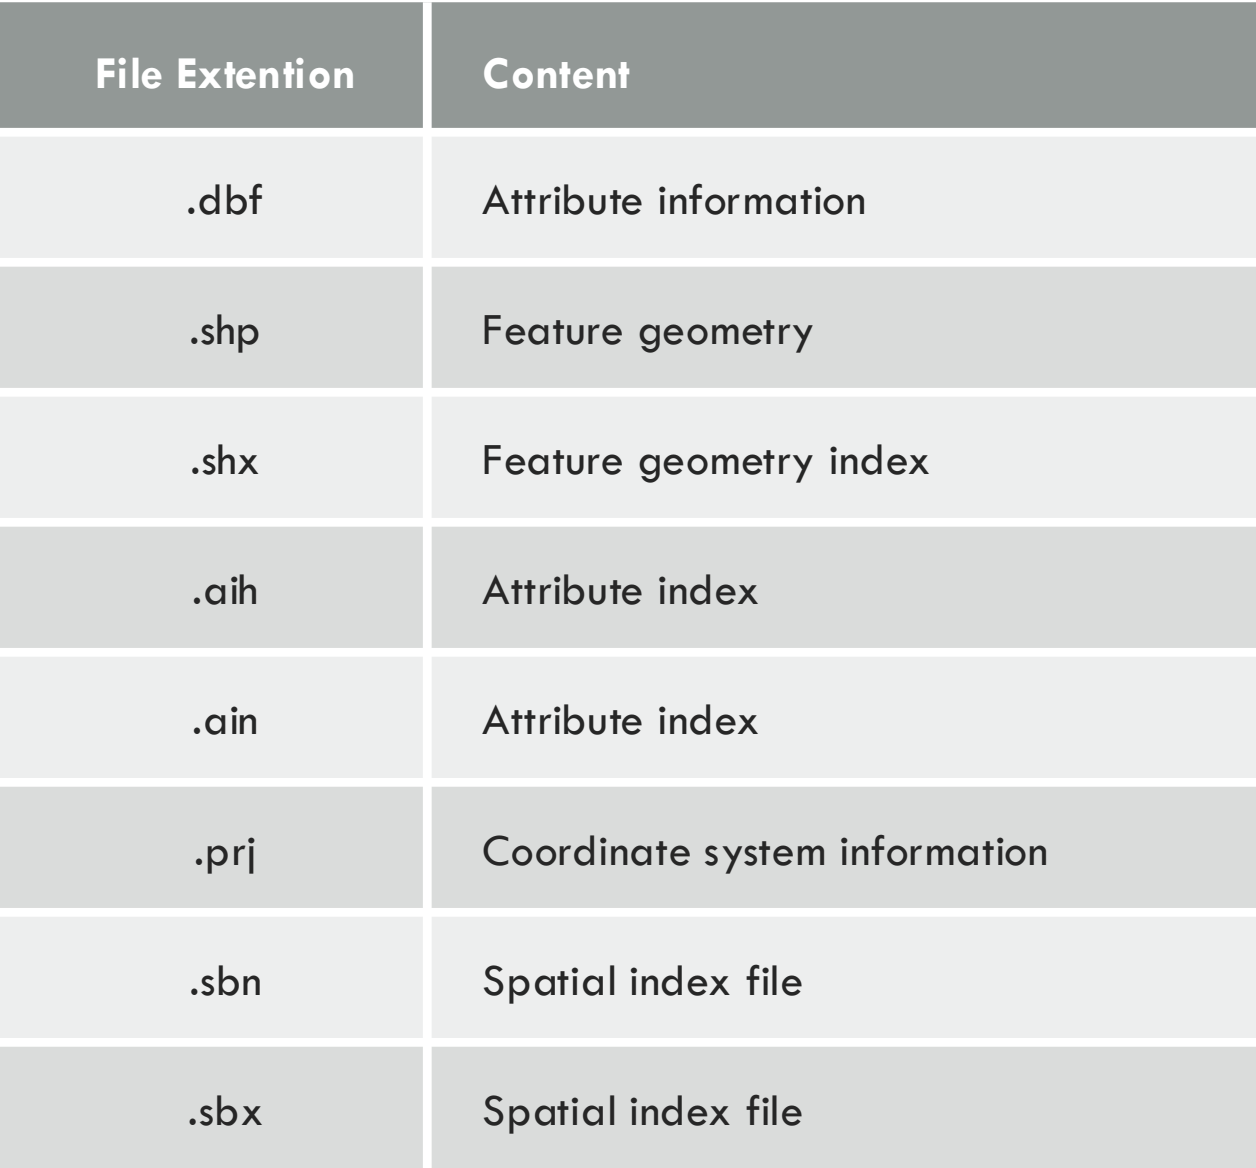 File Extention Content
.dbf Attribute information
.shp Feature geometry
.shx Feature geometry index
.aih Attribute index
.ain Attribute index
.prj Coordinate system information
.sbn Spatial index file
.sbx Spatial index file